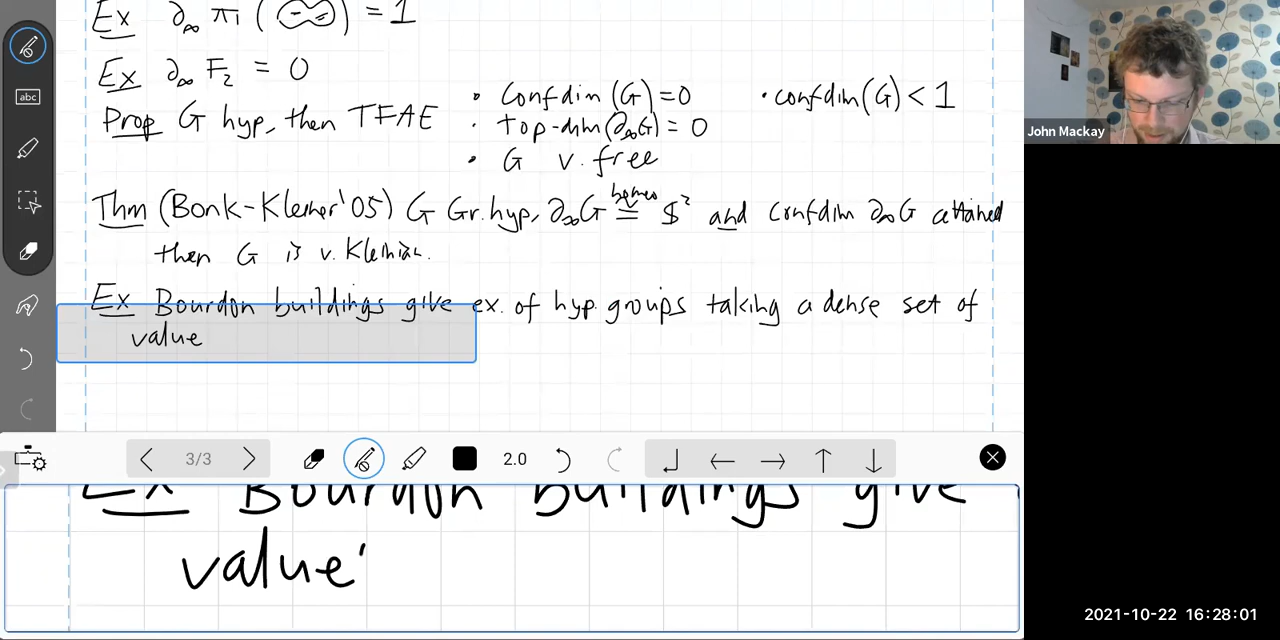 Ex ∂∞ π1 ( ) = 1
Ex ∂∞ F2 = 0
Prop G hyp, then TFAE
• Confdim (G) = 0
• top-dim (∂∞G) = 0
• G v. free
• confdim(G) < 1
Thm (Bonk-Kleiner '05) G Gr. hyp, ∂∞G ≅ homeo S² and Confdim ∂∞G attained
then G is v. Kleinian.
Ex Bourdon buildings give ex. of hyp. groups taking a dense set of
value
John Mackay
abc
3/3
2.0
Ex Bourdon buildings give
value
2021-10-22 16:28:01